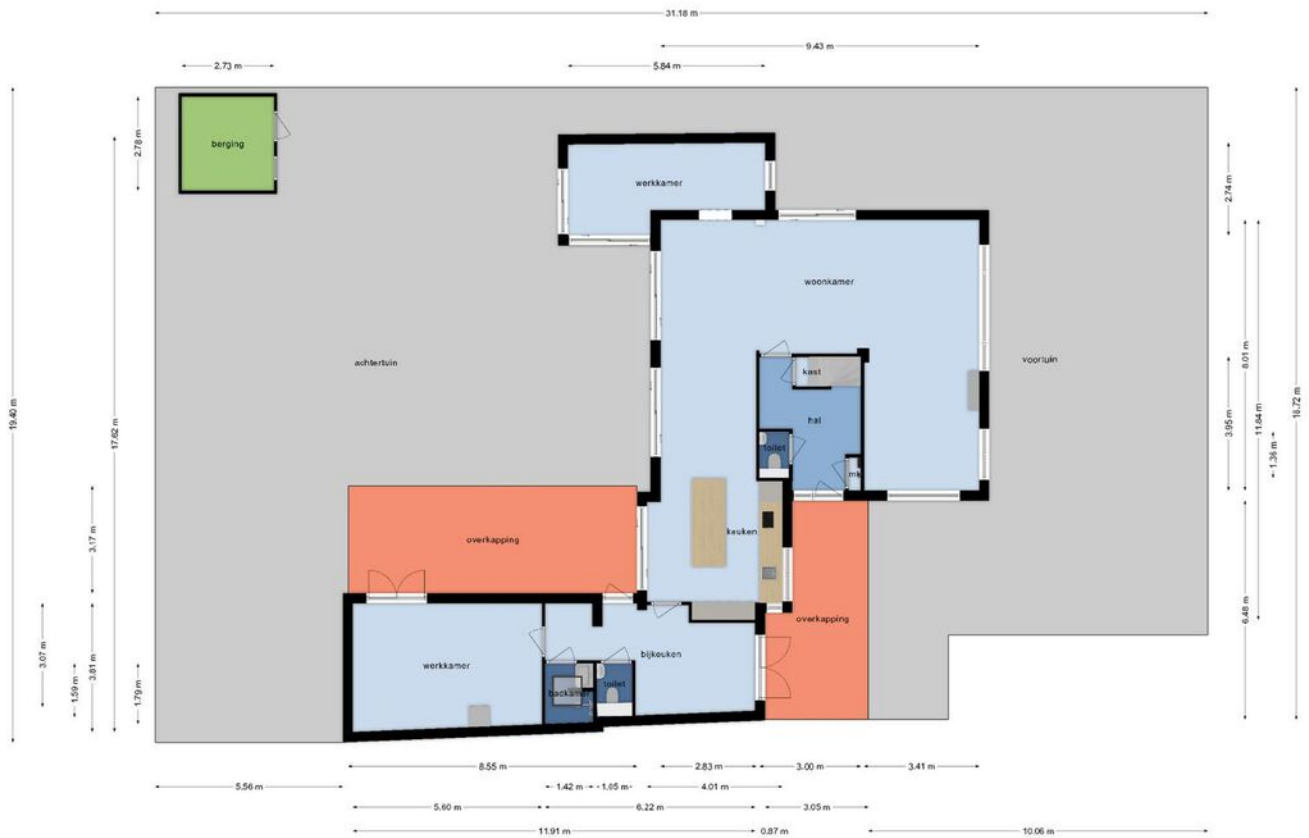 31.18 m
9.43 m
2.73 m
5.84 m
berging
2.78 m
werkkamer
2.74 m
woonkamer
achtertuin
voortuin
kast
hal
toilet
mk
19.40 m
17.62 m
8.01 m
3.95 m
11.84 m
1.36 m
18.72 m
3.17 m
overkapping
keuken
overkapping
6.48 m
3.07 m
3.81 m
1.59 m
1.79 m
werkkamer
bijkeuken
badkamer
toilet
8.55 m
2.83 m
3.00 m
3.41 m
5.56 m
1.42 m
1.05
4.01 m
5.60 m
6.22 m
3.05 m
11.91 m
0.87 m
10.06 m